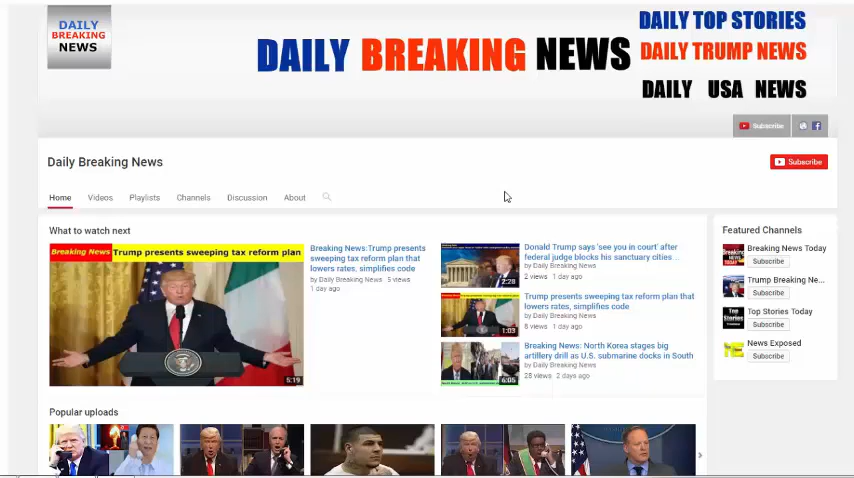 DAILY
BREAKING
NEWS
DAILY BREAKING NEWS
DAILY TOP STORIES
DAILY TRUMP NEWS
DAILY USA NEWS
Subscribe
Daily Breaking News
Subscribe
Home Videos Playlists Channels Discussion About
What to watch next
Breaking News
Trump presents sweeping tax reform plan
5:19
Breaking News:Trump presents
sweeping tax reform plan that
lowers rates, simplifies code
by Daily Breaking News 5 views
1 day ago
2:28
Donald Trump says 'see you in court' after
federal judge blocks his sanctuary cities...
by Daily Breaking News
2 views 1 day ago
1:03
Trump presents sweeping tax reform plan that
lowers rates, simplifies code
by Daily Breaking News
6 views 1 day ago
6:05
Breaking News: North Korea stages big
artillery drill as U.S. submarine docks in South
by Daily Breaking News
28 views 2 days ago
Featured Channels
Breaking News Today
Subscribe
Trump Breaking Ne...
Subscribe
Top Stories Today
Subscribe
News Exposed
Subscribe
Popular uploads